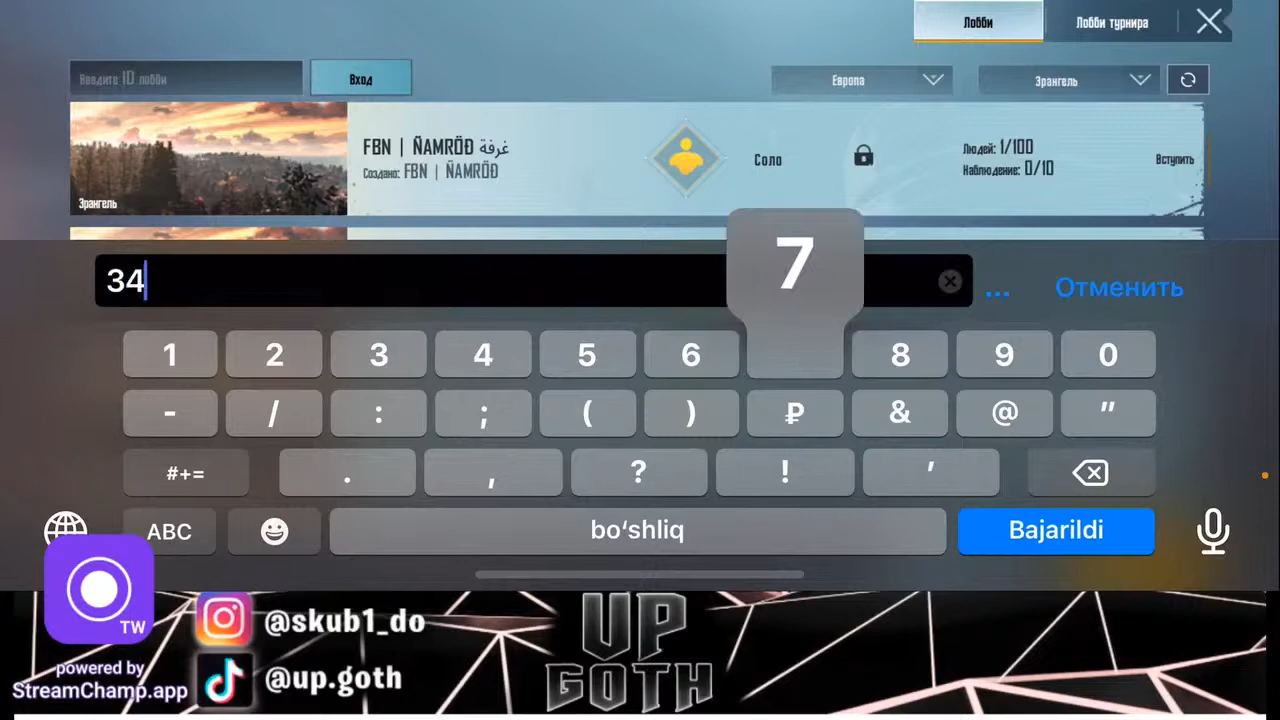 Лобби
Лобби турнира
Введите ID лобби
Вход
Европа
Эрангель
FBN | ÑAMRÕĐ غرفة
Создано: FBN | ÑAMRÕĐ
Соло
Людей: 1/100
Наблюдение: 0/10
Вступить
Эрангель
34
7
...
Отменить
1 2 3 4 5 6 8 9 0
- / : ; ( ) ₽ & @ "
#+= . , ? ! '
ABC
bo‘shliq
Bajarildi
TW
powered by
StreamChamp.app
@skub1_do
@up.goth
UP
GOTH